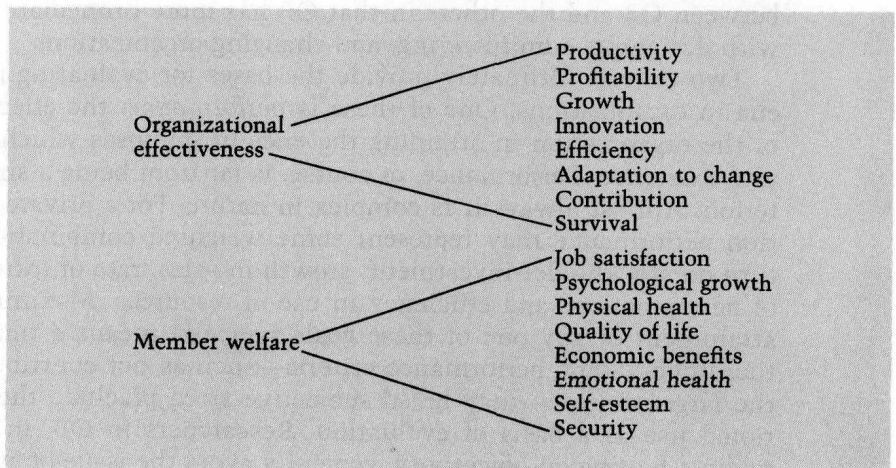 Organizational
effectiveness
Productivity
Profitability
Growth
Innovation
Efficiency
Adaptation to change
Contribution
Survival
Member welfare
Job satisfaction
Psychological growth
Physical health
Quality of life
Economic benefits
Emotional health
Self-esteem
Security